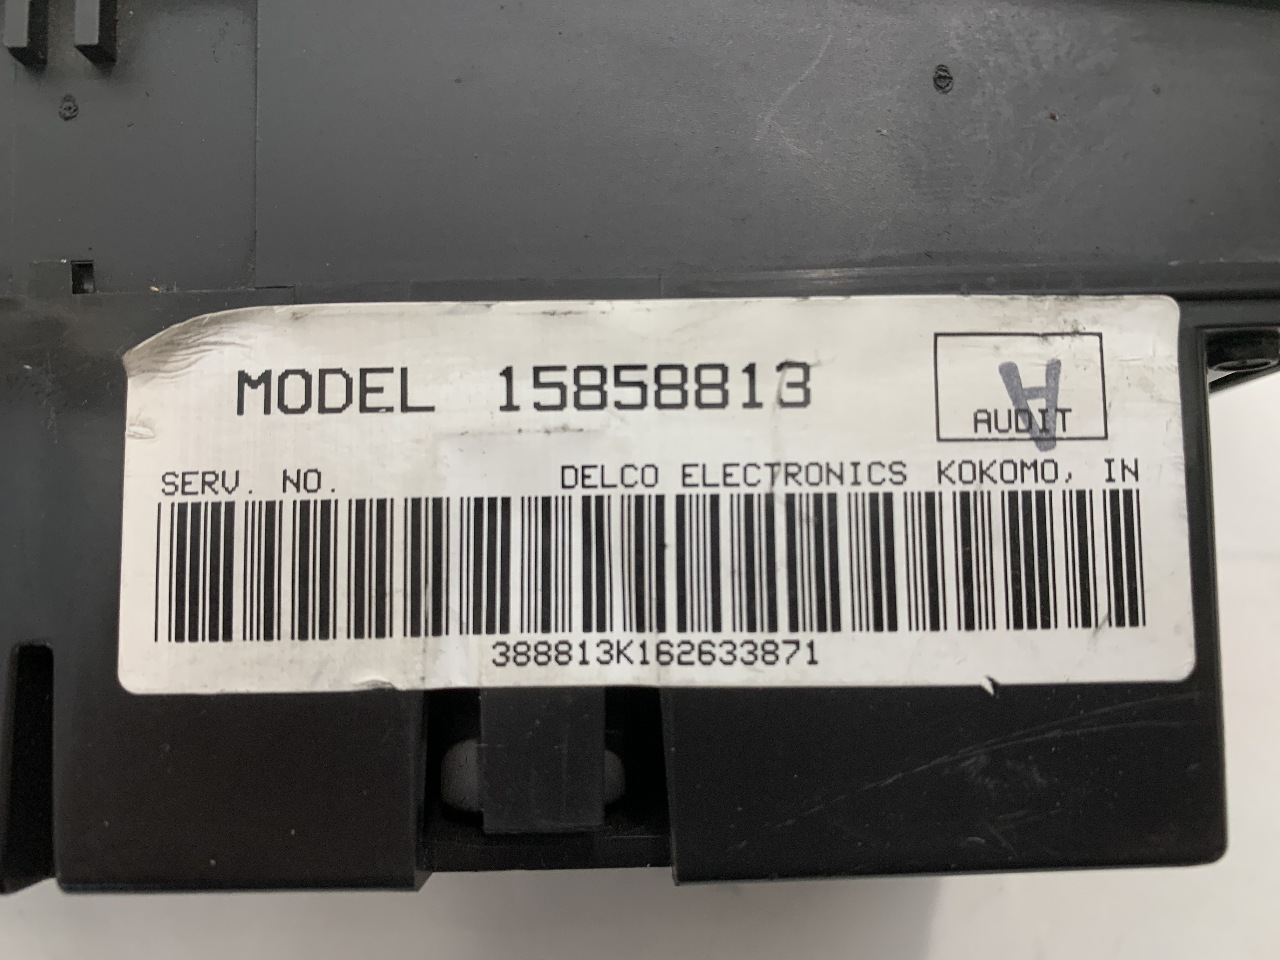 MODEL 15858813
A
AUDIT
SERV. NO. DELCO ELECTRONICS KOKOMO, IN
388813K162633871